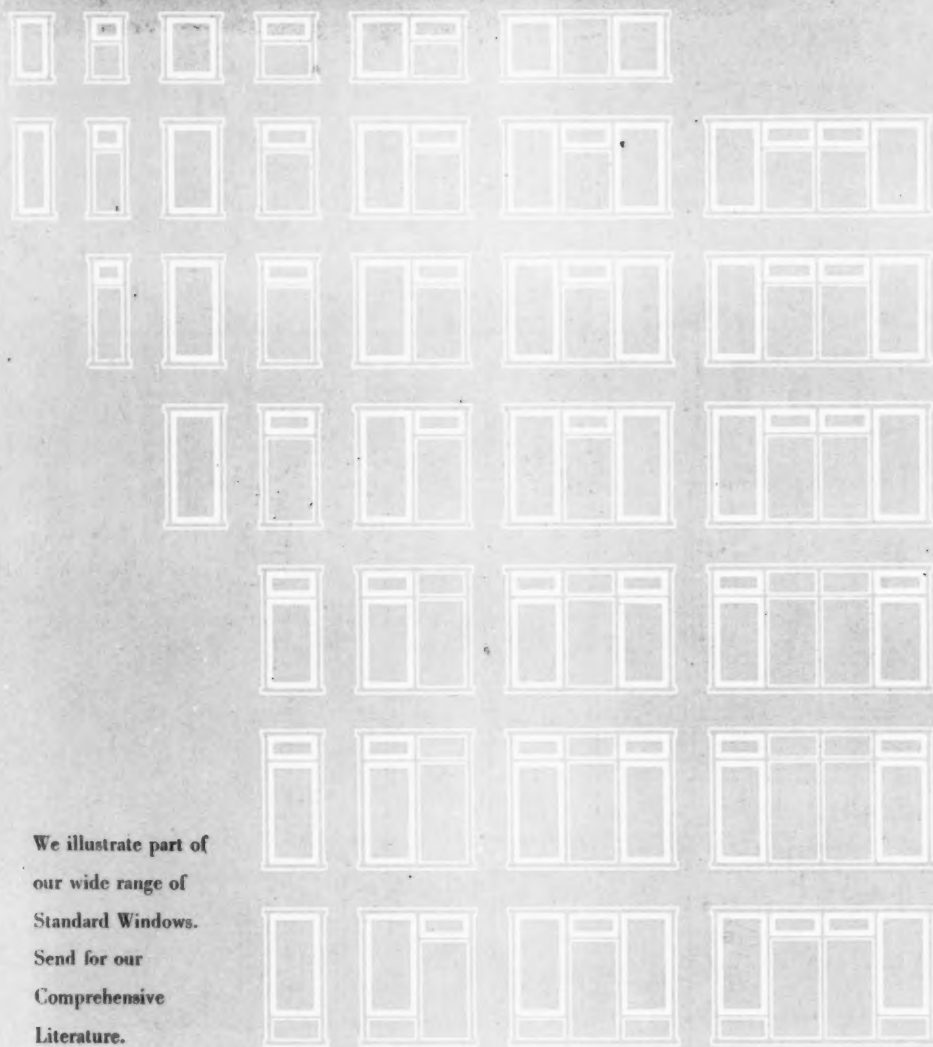 We illustrate part of
our wide range of
Standard Windows.
Send for our
Comprehensive
Literature.